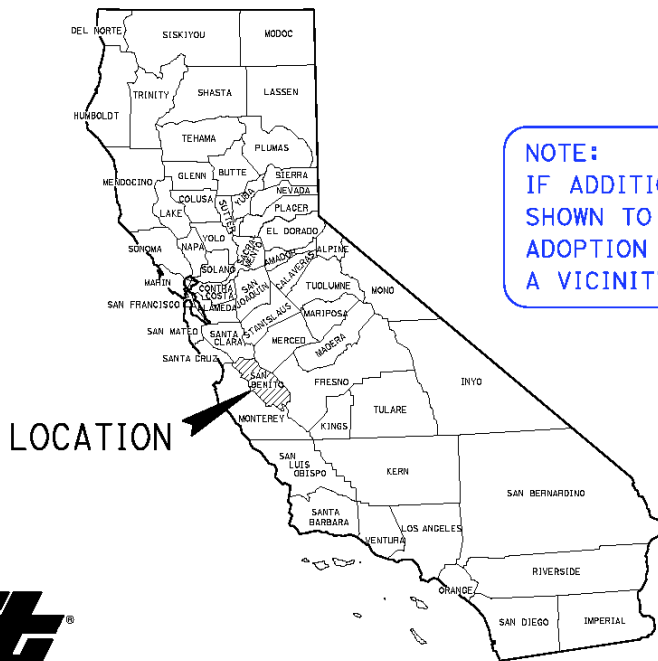 DEL NORTE
SISKIYOU
MODOC
TRINITY
SHASTA
LASSEN
HUMBOLDT
TEHAMA
PLUMAS
MENDOCINO
GLENN
BUTTE
SIERRA
NEVADA
YUBA
PLACER
COLUSA
SUTTER
LAKE
EL DORADO
YOLO
SONOMA
NAPA
SACRA
MENTO
AMADOR
ALPINE
SOLANO
CALAVERAS
MARIN
CONTRA
COSTA
SAN
JOAQUIN
TUOLUMNE
MONO
SAN FRANCISCO
ALAMEDA
STANISLAUS
MARIPOSA
SAN MATEO
SANTA
CLARA
MERCED
MADERA
SANTA CRUZ
SAN
BENITO
FRESNO
INYO
MONTEREY
KINGS
TULARE
SAN
LUIS
OBISPO
KERN
SAN BERNARDINO
SANTA
BARBARA
VENTURA
LOS ANGELES
ORANGE
RIVERSIDE
SAN DIEGO
IMPERIAL
LOCATION
NOTE:
IF ADDITIO
SHOWN TO
ADOPTION
A VICINIT
®